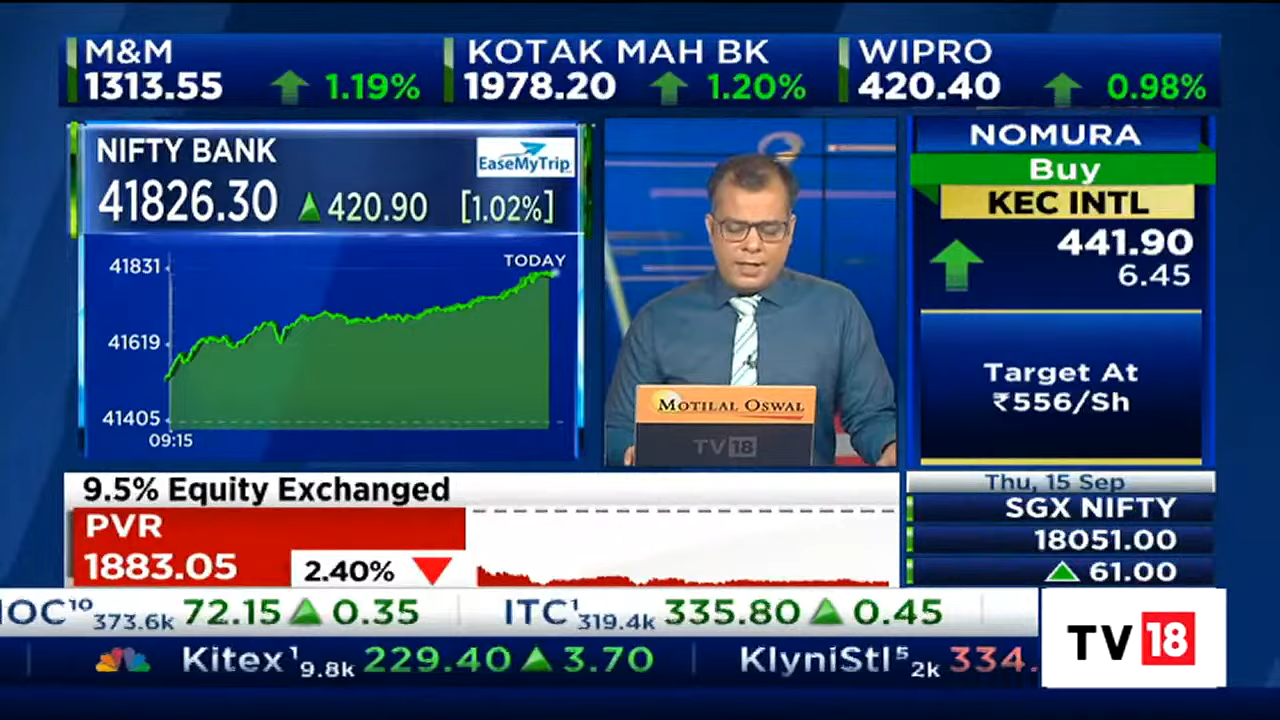 M&M
1313.55 1.19%
KOTAK MAH BK
1978.20 1.20%
WIPRO
420.40 0.98%
NIFTY BANK
EaseMyTrip
41826.30 420.90 [1.02%]
TODAY
41831
41619
41405
09:15
MOTILAL OSWAL
TV18
NOMURA
Buy
KEC INTL
441.90
6.45
Target At
₹556/Sh
9.5% Equity Exchanged
PVR
1883.05 2.40%
Thu, 15 Sep
SGX NIFTY
18051.00
61.00
IOC¹⁰ 373.6k 72.15 0.35 ITC¹ 319.4k 335.80 0.45
Kitex¹ 9.8k 229.40 3.70 KlyniStl⁵ 2k 334.
TV18